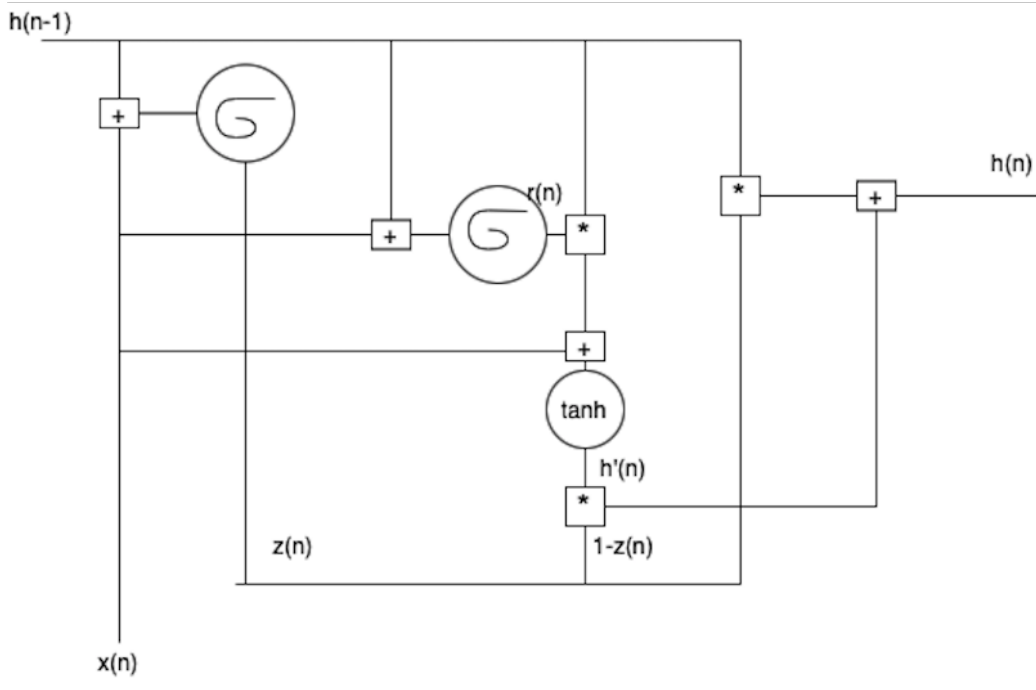 h(n-1)
+
σ
h(n)
*
+
r(n)
+
σ
*
+
tanh
h'(n)
*
z(n)
1-z(n)
x(n)